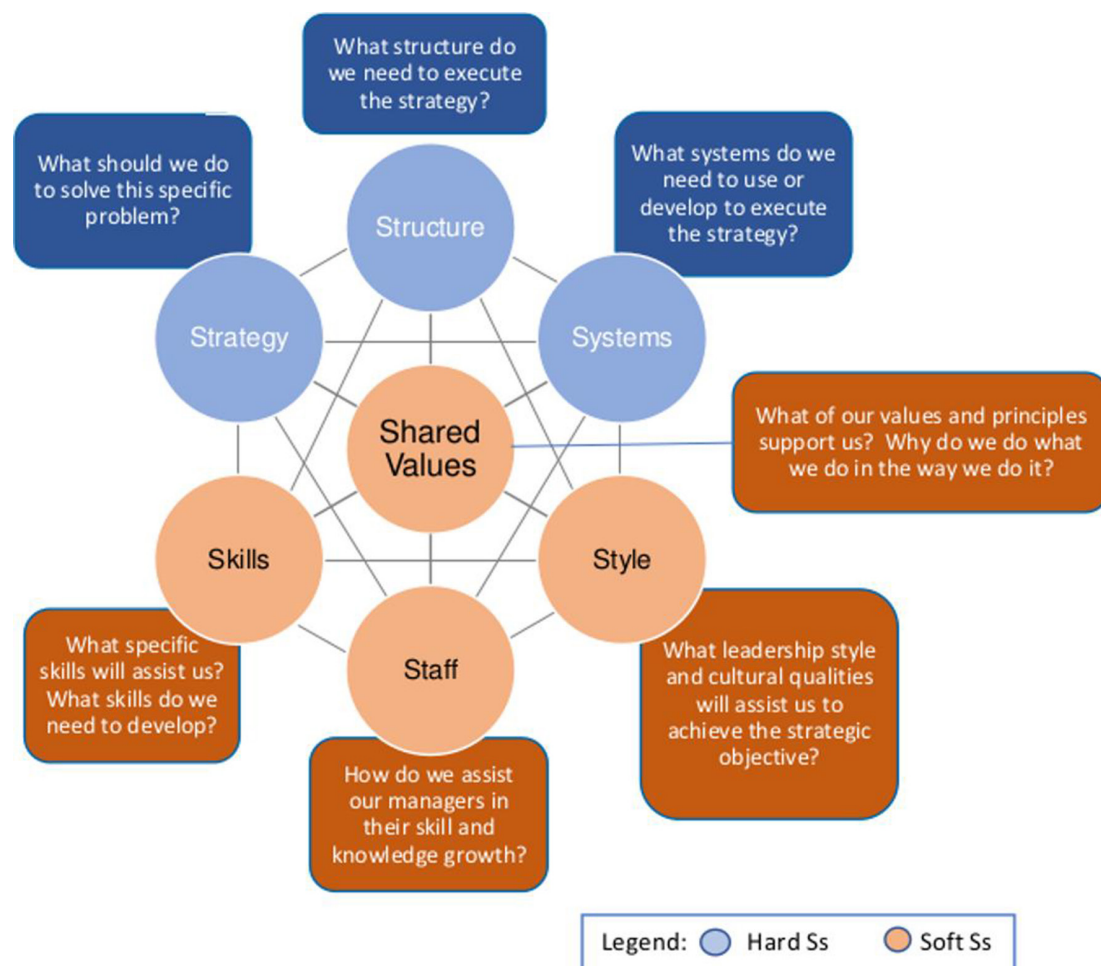 What structure do
we need to execute
the strategy?
What should we do
to solve this specific
problem?
What systems do we
need to use or
develop to execute
the strategy?
Structure
Strategy
Systems
Shared
Values
What of our values and principles
support us?  Why do we do what
we do in the way we do it?
Skills
Style
Staff
What specific
skills will assist us?
What skills do we
need to develop?
What leadership style
and cultural qualities
will assist us to
achieve the strategic
objective?
How do we assist
our managers in
their skill and
knowledge growth?
Legend: Hard Ss Soft Ss